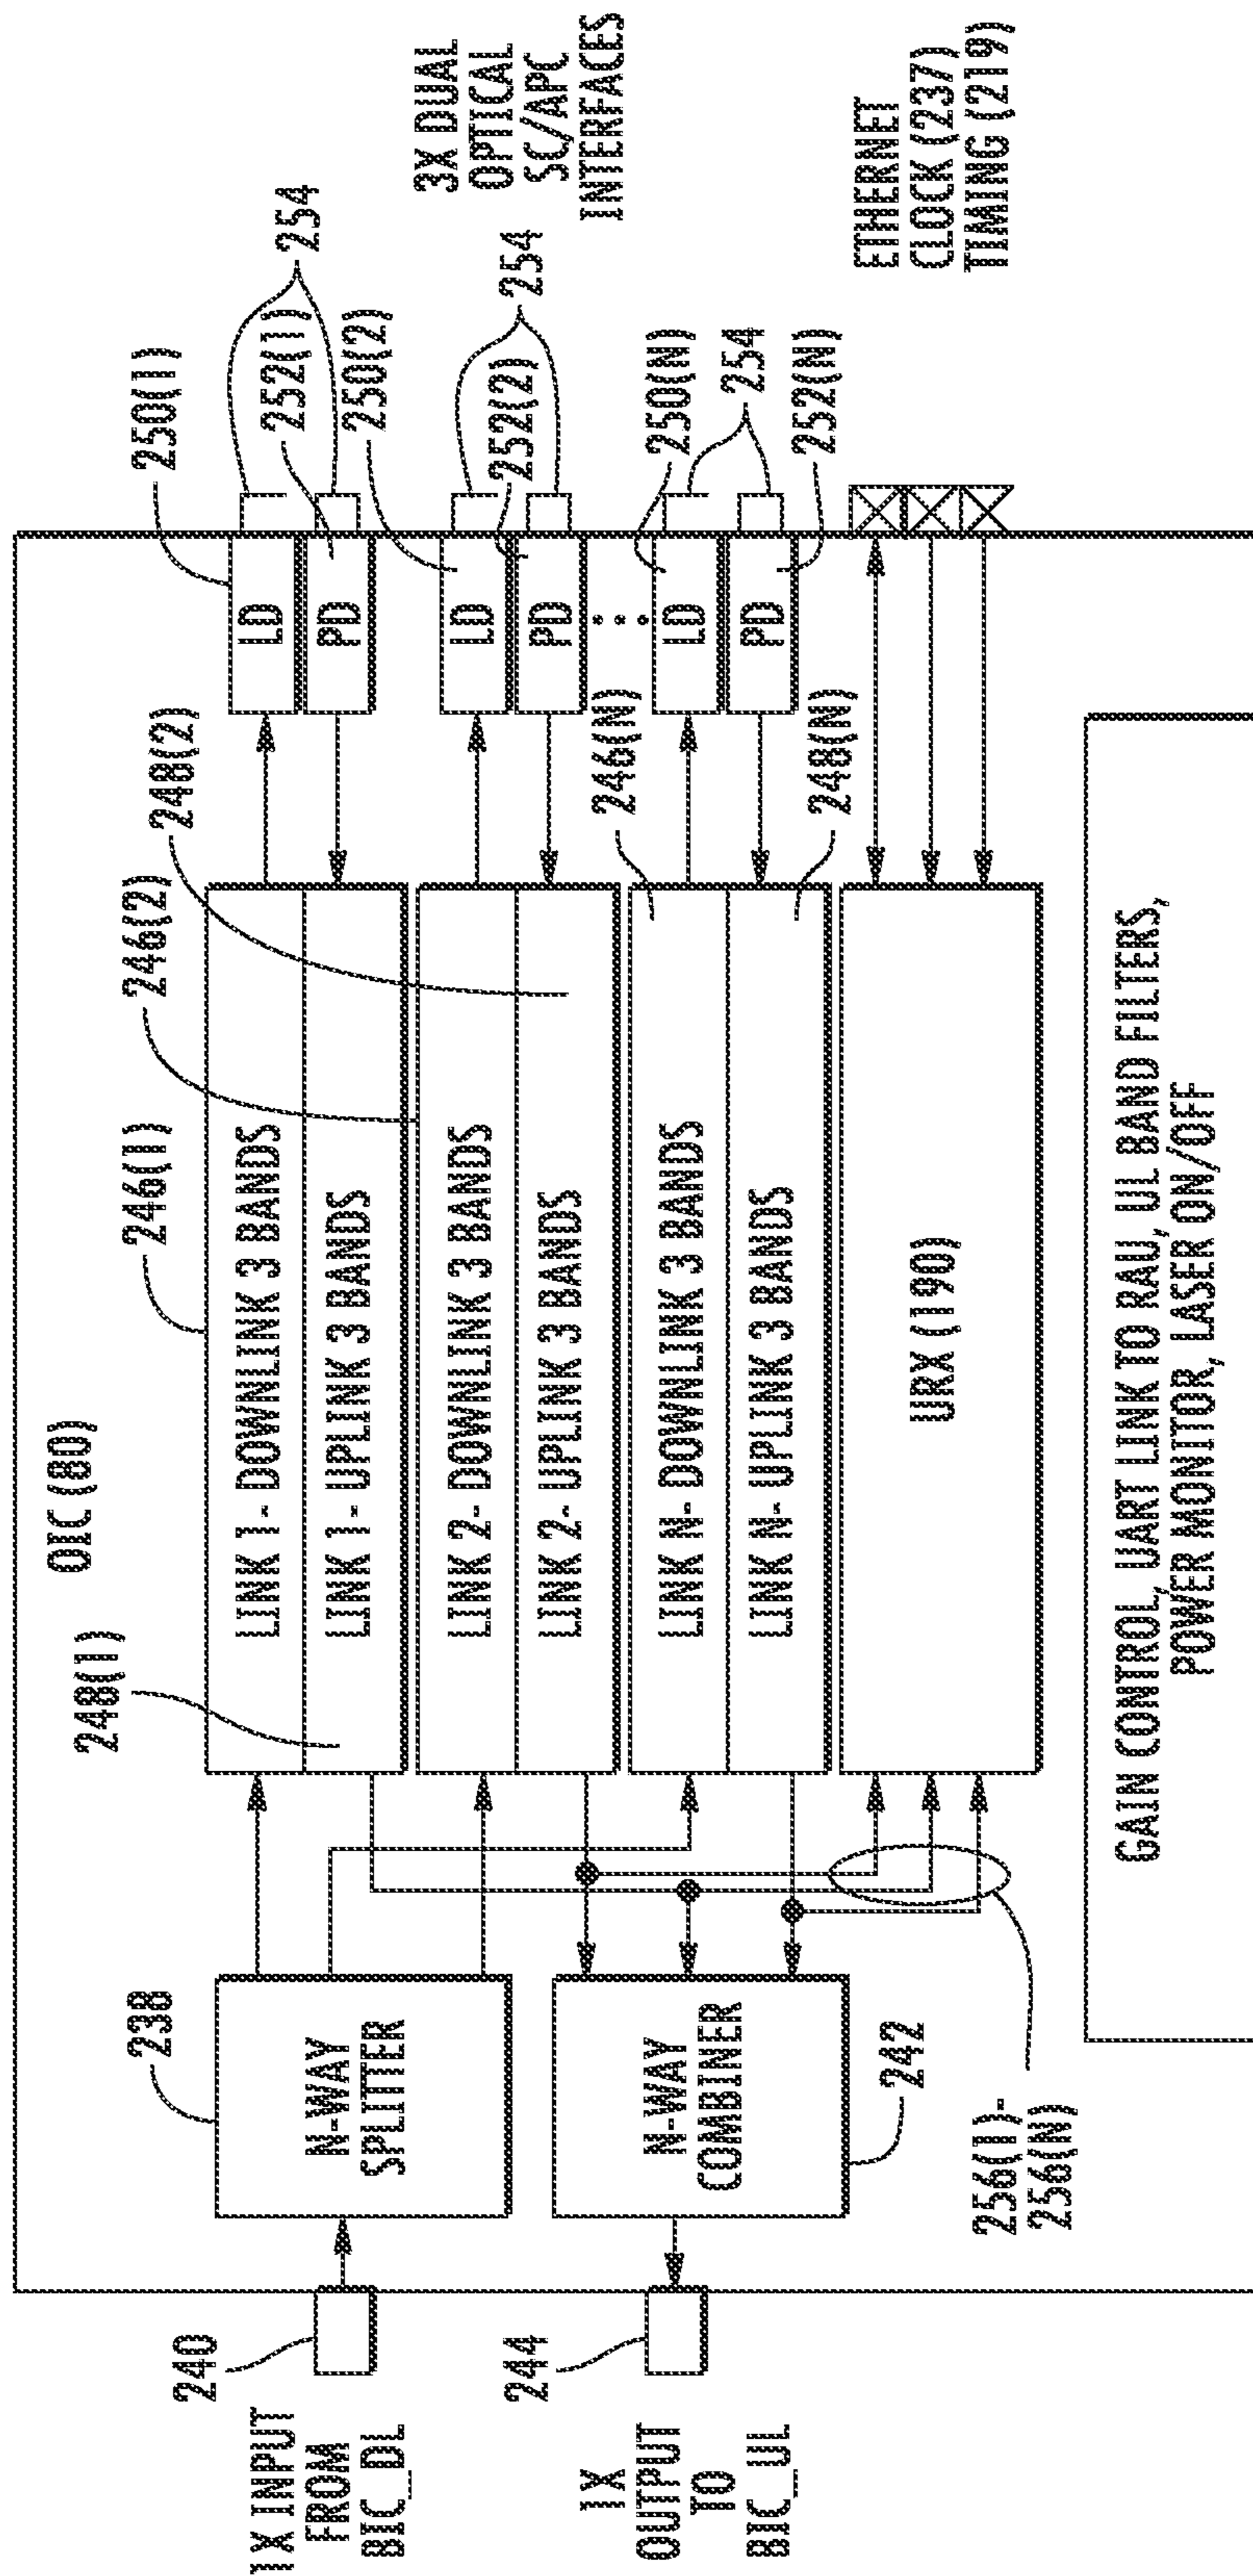 OIC (80)
1X INPUT
FROM
BIC_DL
240
238
N-WAY
SPLITTER
1X
OUTPUT
TO
BIC_UL
244
N-WAY
COMBINER
242
256(1)-
256(N)
248(1)
246(1)
246(2)
248(2)
LINK 1- DOWNLINK 3 BANDS
LINK 1- UPLINK 3 BANDS
LINK 2- DOWNLINK 3 BANDS
LINK 2- UPLINK 3 BANDS
LINK N- DOWNLINK 3 BANDS
LINK N- UPLINK 3 BANDS
246(N)
248(N)
URX (190)
LD
PD
LD
PD
LD
PD
250(1)
252(1)
254
250(2)
252(2)
254
250(N)
254
252(N)
3X DUAL
OPTICAL
SC/APC
INTERFACES
ETHERNET
CLOCK (237)
TIMING (219)
GAIN CONTROL, UART LINK TO RAU, UL BAND FILTERS,
POWER MONITOR, LASER ON/OFF